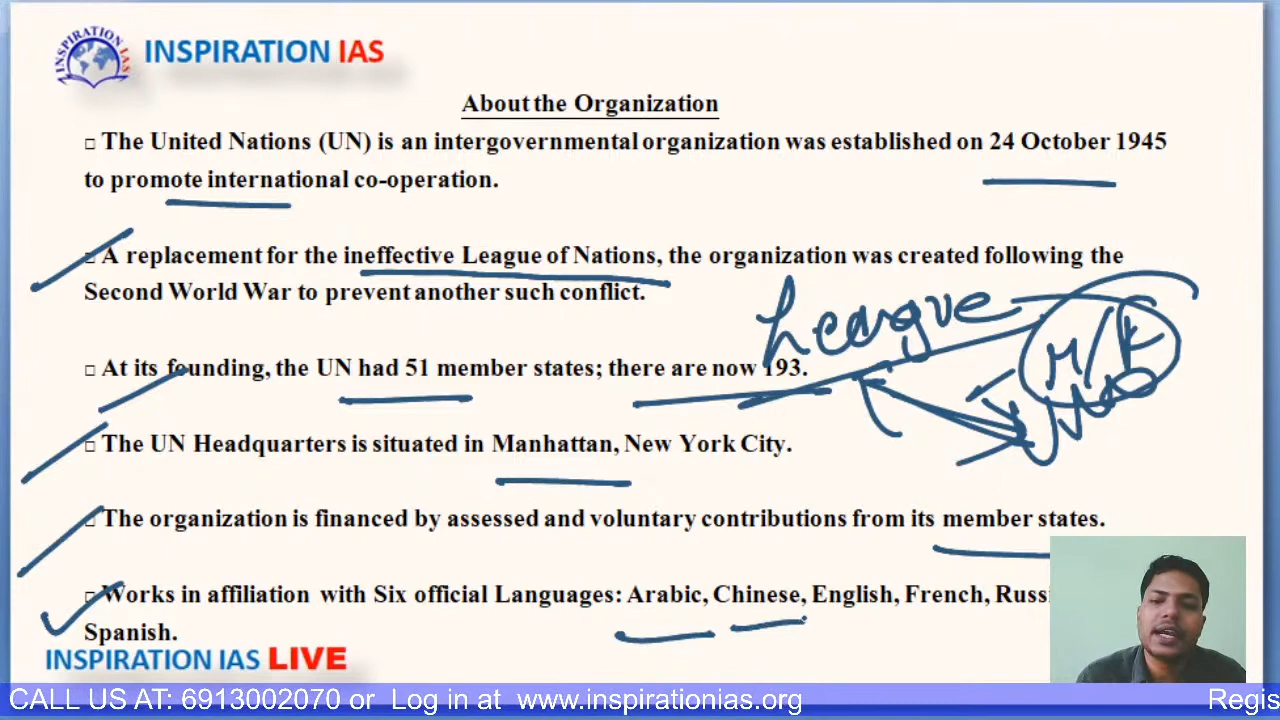 INSPIRATION IAS
INSPIRATION IAS
About the Organization
□ The United Nations (UN) is an intergovernmental organization was established on 24 October 1945
to promote international co-operation.
□ A replacement for the ineffective League of Nations, the organization was created following the
Second World War to prevent another such conflict.
League
□ At its founding, the UN had 51 member states; there are now 193.
□ The UN Headquarters is situated in Manhattan, New York City.
□ The organization is financed by assessed and voluntary contributions from its member states.
□ Works in affiliation with Six official Languages: Arabic, Chinese, English, French, Russi
Spanish.
INSPIRATION IAS LIVE
CALL US AT: 6913002070 or Log in at www.inspirationias.org Regis